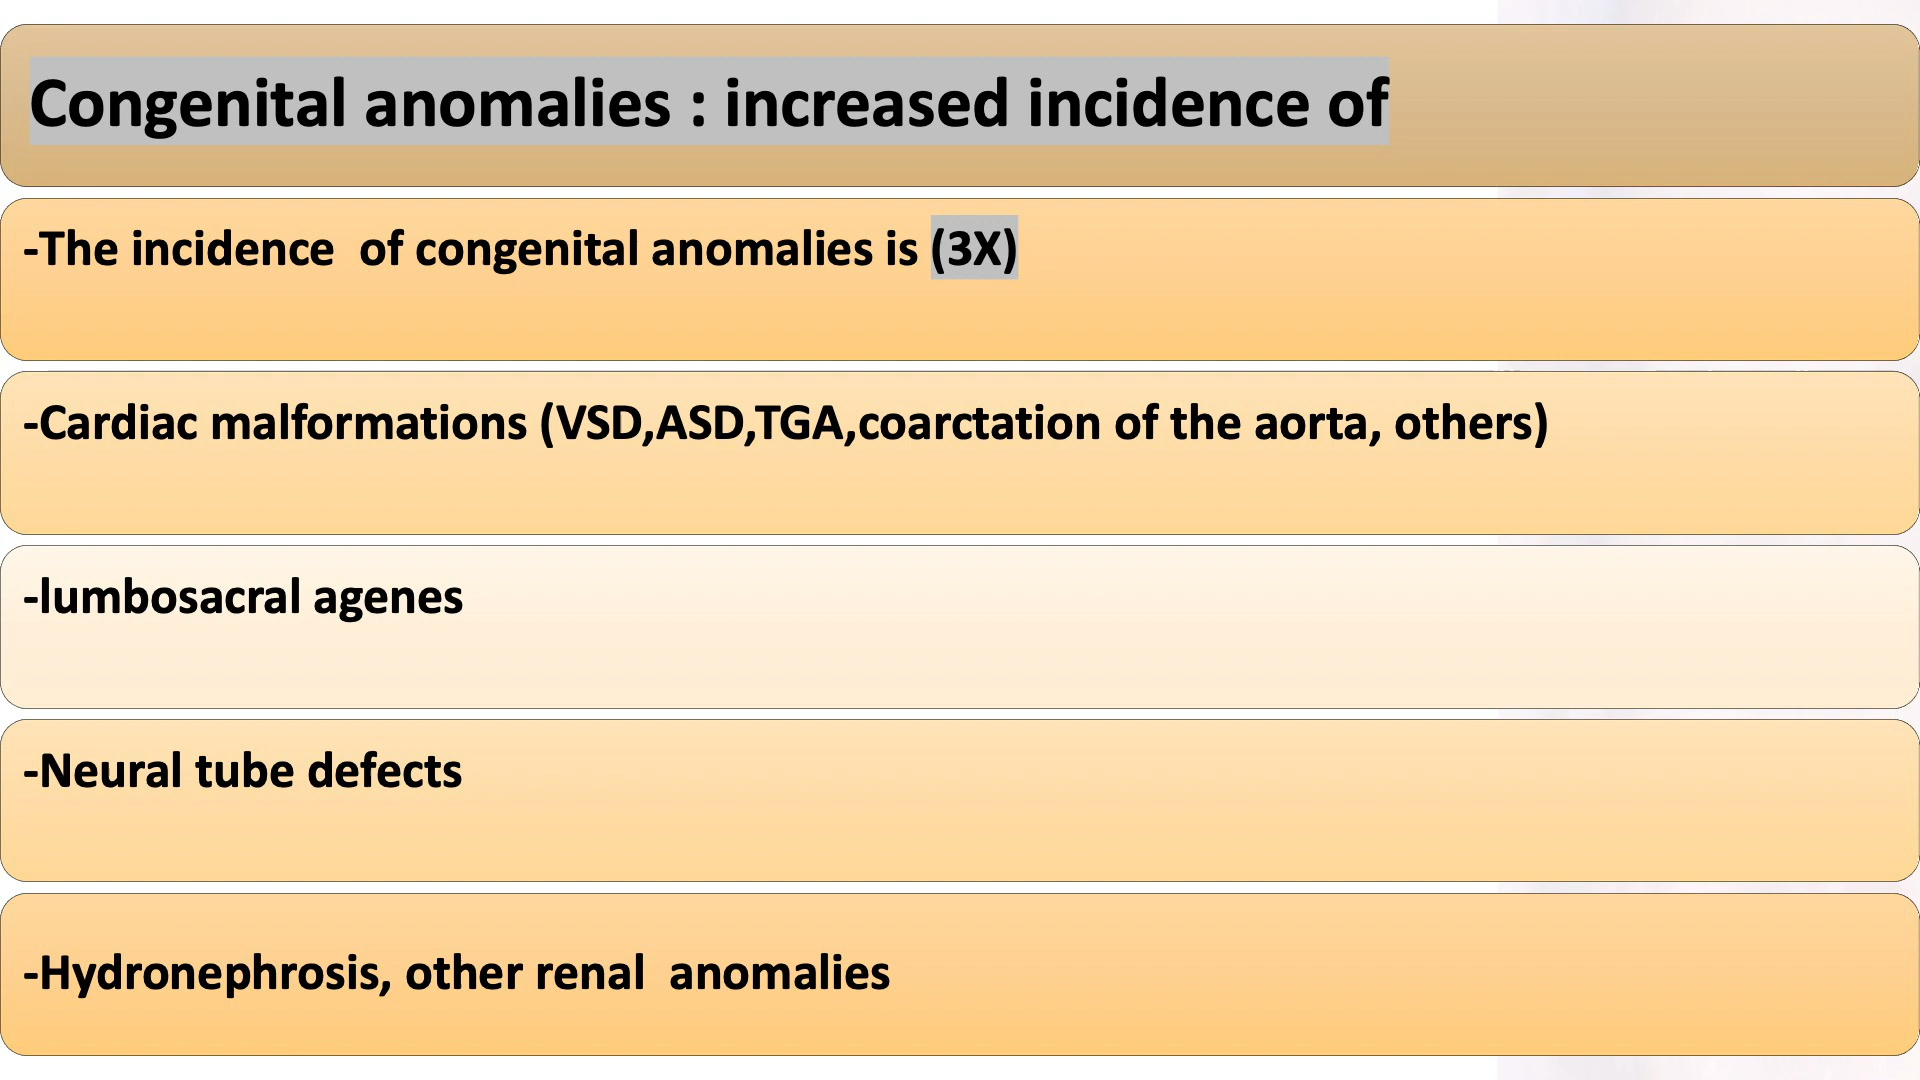 Congenital anomalies : increased incidence of
-The incidence  of congenital anomalies is (3X)
-Cardiac malformations (VSD,ASD,TGA,coarctation of the aorta, others)
-lumbosacral agenes
-Neural tube defects
-Hydronephrosis, other renal  anomalies